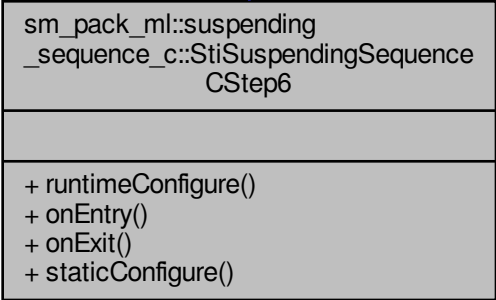 sm_pack_ml::suspending
_sequence_c::StiSuspendingSequence
CStep6
+ runtimeConfigure()
+ onEntry()
+ onExit()
+ staticConfigure()